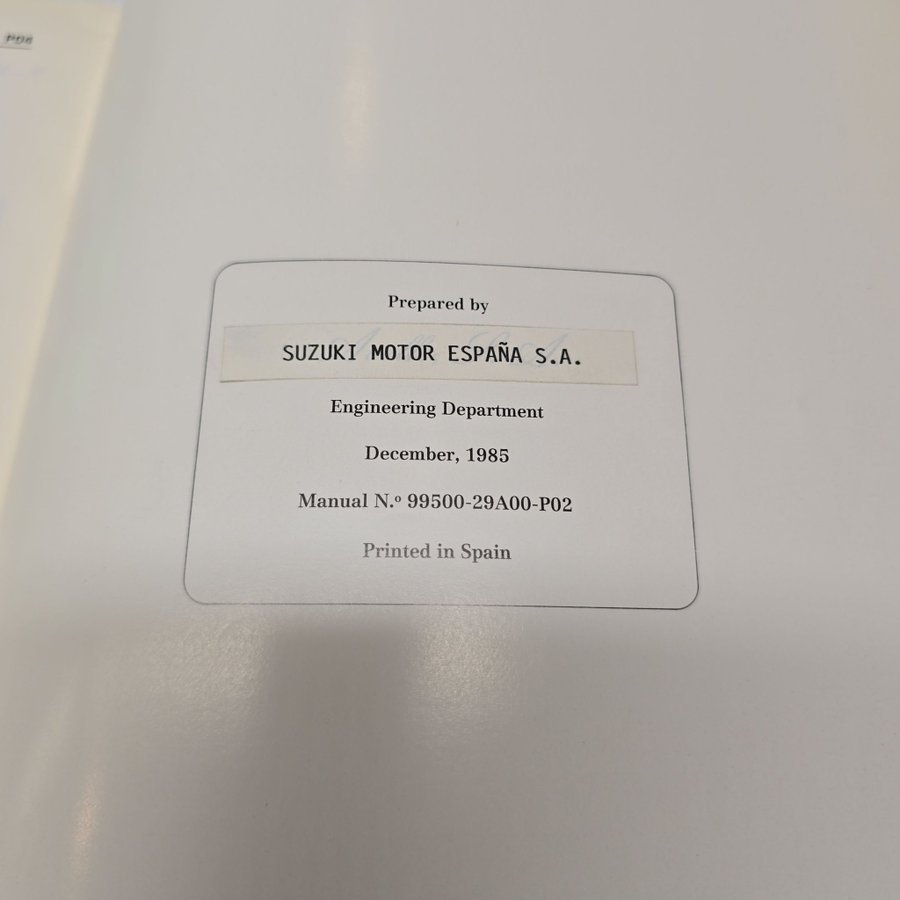 Prepared by
SUZUKI MOTOR ESPAÑA S.A.
Engineering Department
December, 1985
Manual N.º 99500-29A00-P02
Printed in Spain